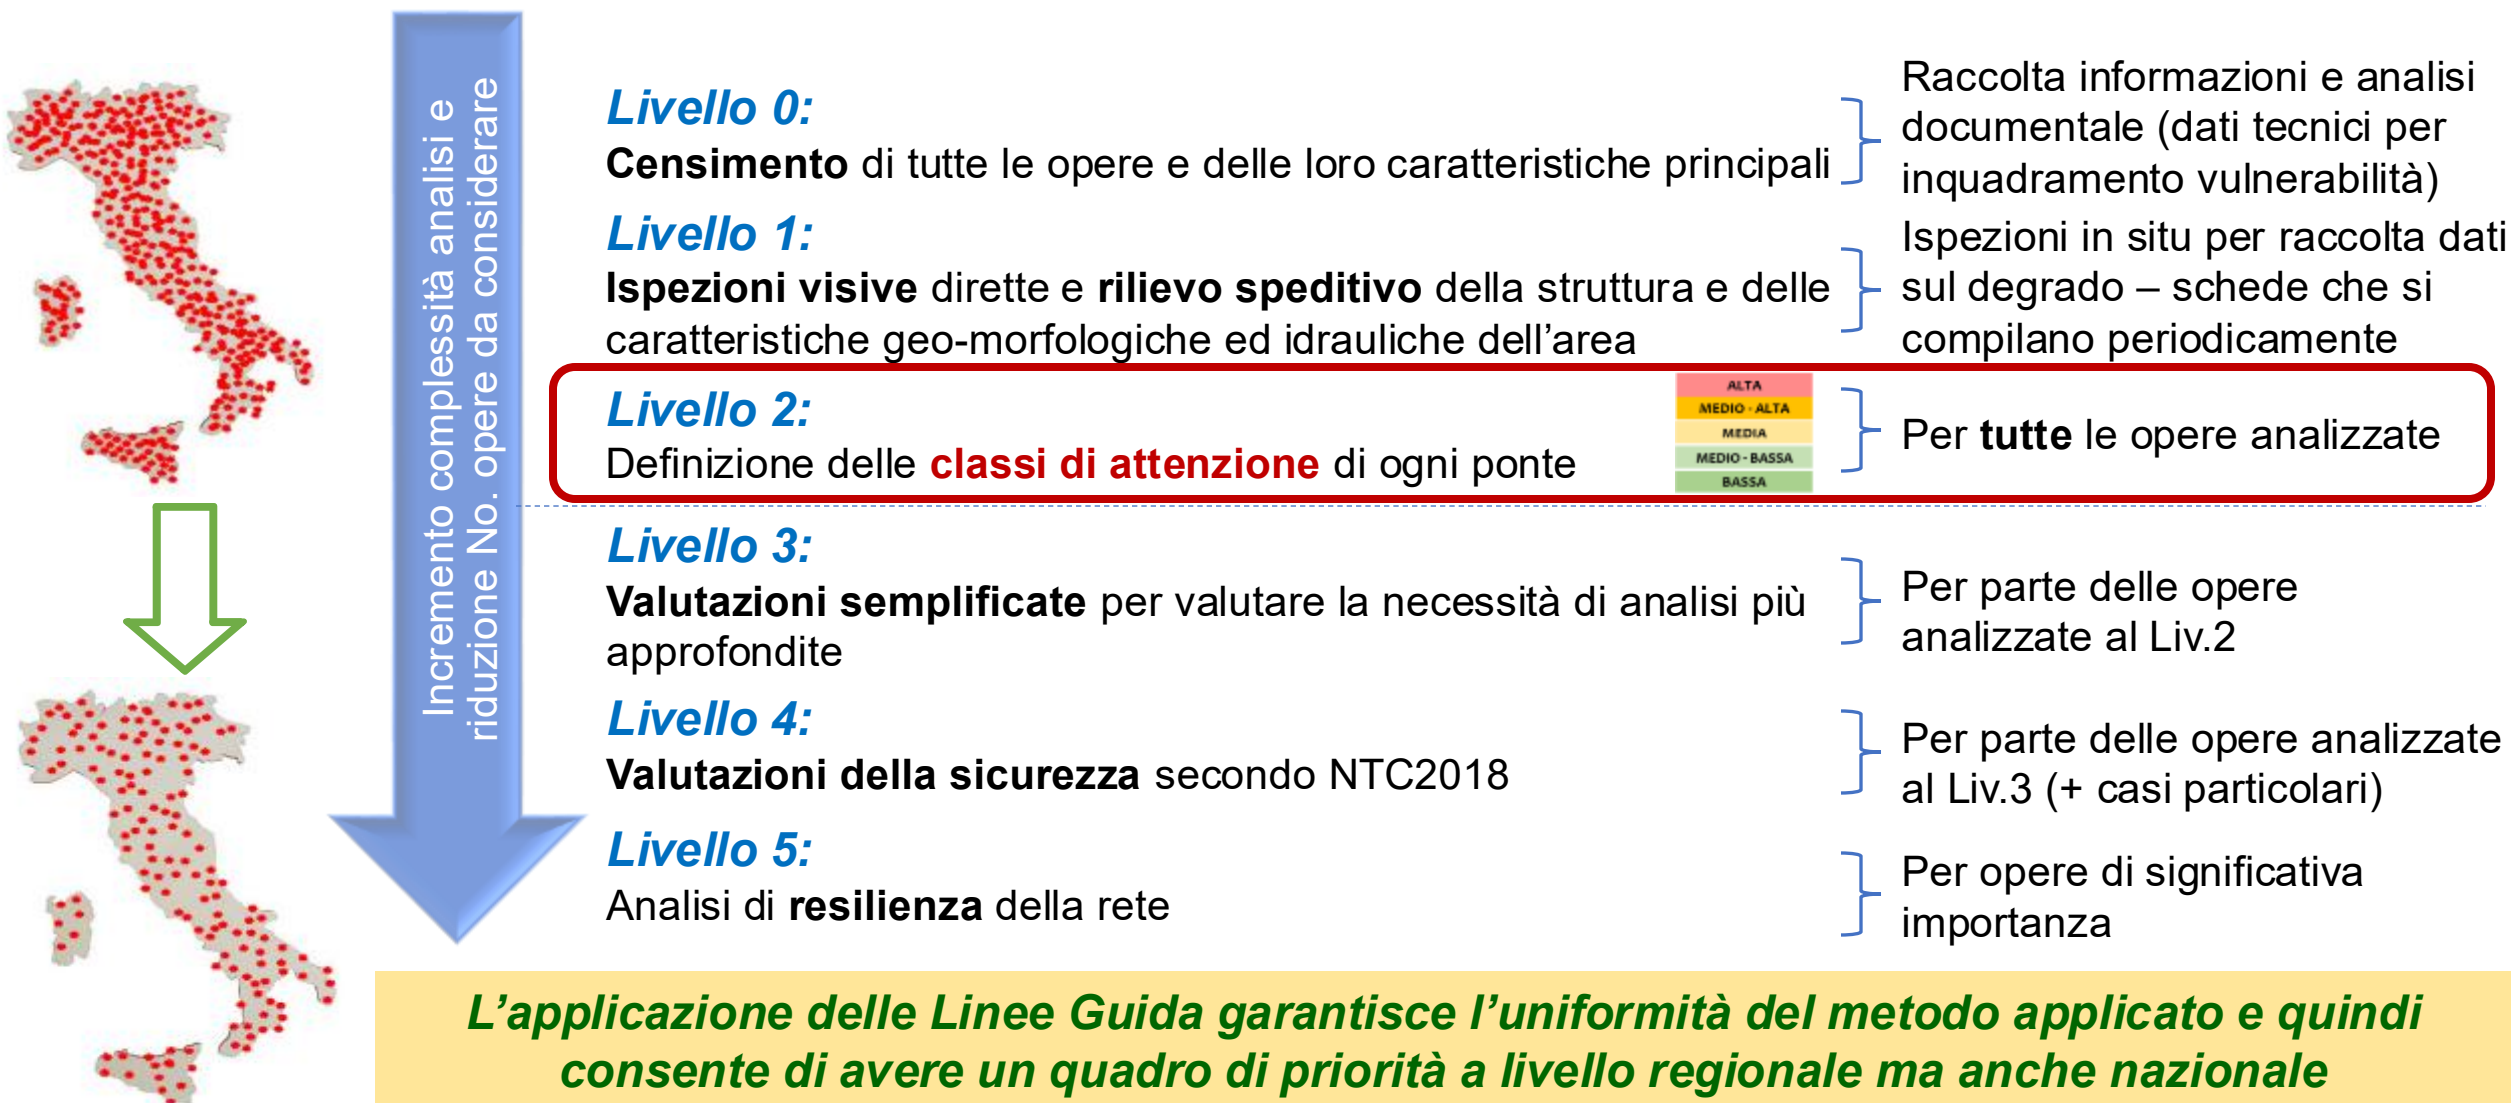 Incremento complessità analisi e
riduzione No. opere da considerare
Livello 0:
Censimento di tutte le opere e delle loro caratteristiche principali
Raccolta informazioni e analisi
documentale (dati tecnici per
inquadramento vulnerabilità)
Livello 1:
Ispezioni visive dirette e rilievo speditivo della struttura e delle
caratteristiche geo-morfologiche ed idrauliche dell’area
Ispezioni in situ per raccolta dati
sul degrado – schede che si
compilano periodicamente
Livello 2:
Definizione delle classi di attenzione di ogni ponte
ALTA
MEDIO - ALTA
MEDIA
MEDIO - BASSA
BASSA
Per tutte le opere analizzate
Livello 3:
Valutazioni semplificate per valutare la necessità di analisi più
approfondite
Per parte delle opere
analizzate al Liv.2
Livello 4:
Valutazioni della sicurezza secondo NTC2018
Per parte delle opere analizzate
al Liv.3 (+ casi particolari)
Livello 5:
Analisi di resilienza della rete
Per opere di significativa
importanza
L’applicazione delle Linee Guida garantisce l’uniformità del metodo applicato e quindi
consente di avere un quadro di priorità a livello regionale ma anche nazionale